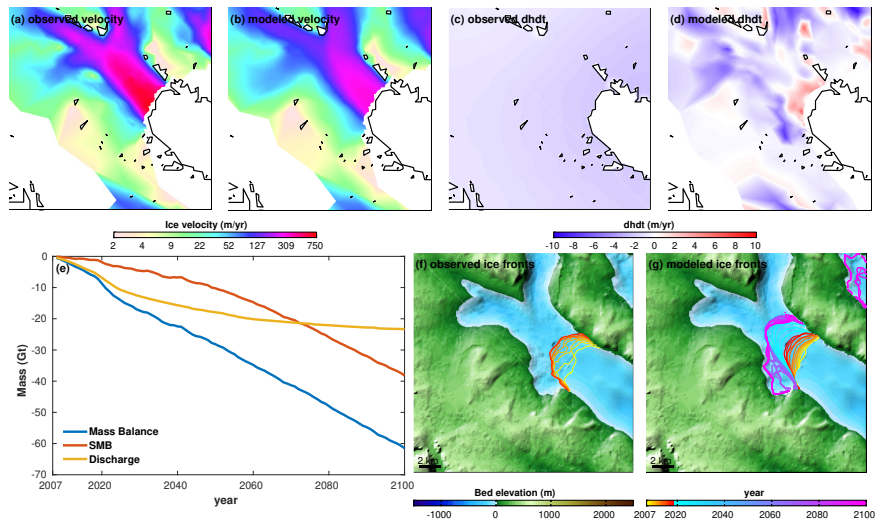 (a) observed velocity
(b) modeled velocity
(c) observed dhdt
(d) modeled dhdt
Ice velocity (m/yr)
2 4 9 22 52 127 309 750
dhdt (m/yr)
-10 -8 -6 -4 -2 0 2 4 6 8 10
(e)
0
-10
-20
-30
-40
-50
-60
-70
Mass (Gt)
Mass Balance
SMB
Discharge
2007 2020 2040 2060 2080 2100
year
(f) observed ice fronts
2 km
(g) modeled ice fronts
2 km
Bed elevation (m)
-1000 0 1000 2000
year
2007 2020 2040 2060 2080 2100